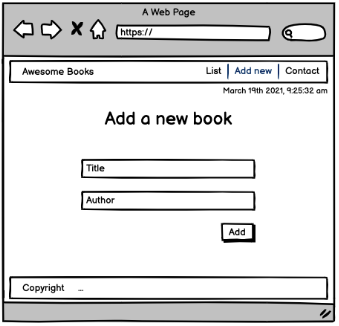 A Web Page
https://
Awesome Books List Add new Contact
March 19th 2021, 9:25:32 am
Add a new book
Title
Author
Add
Copyright ...